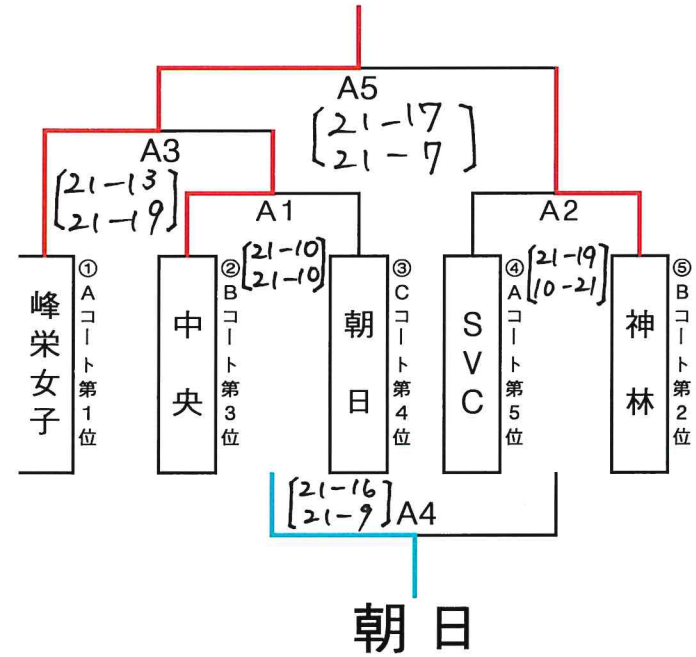 A5
21-17
21-7
A3
21-13
21-19
A1
21-10
21-10
A2
21-19
10-21
峰栄女子
①Aコート第1位
中央
②Bコート第3位
朝日
③Cコート第4位
SVC
④Aコート第5位
神林
⑤Bコート第2位
21-16
21-9
A4
朝日